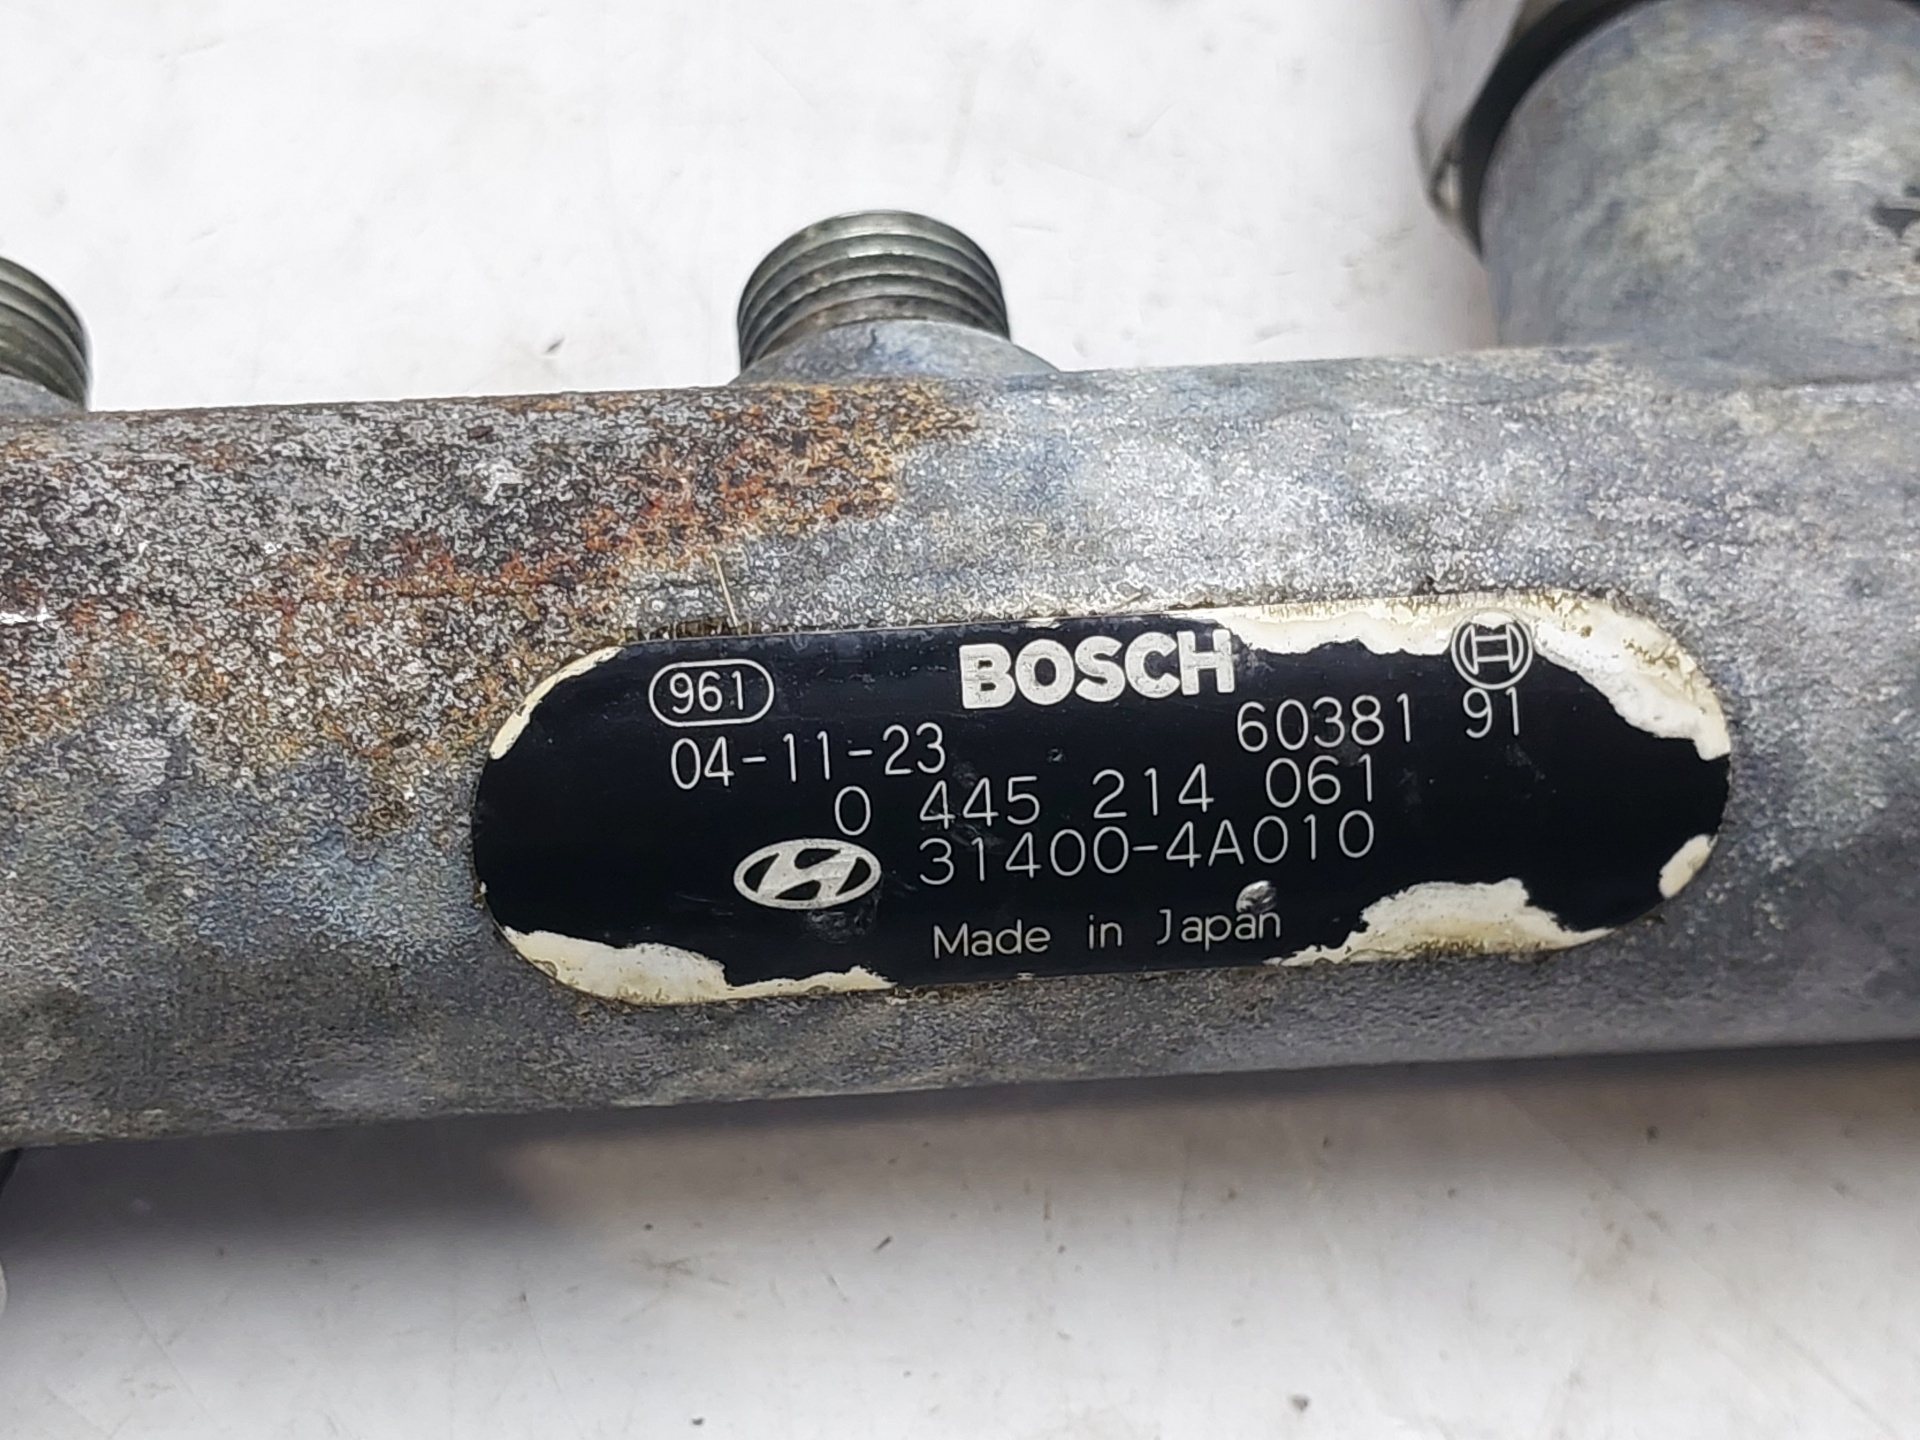 961 BOSCH
04-11-23 60381 91
0 445 214 061
31400-4A010
Made in Japan